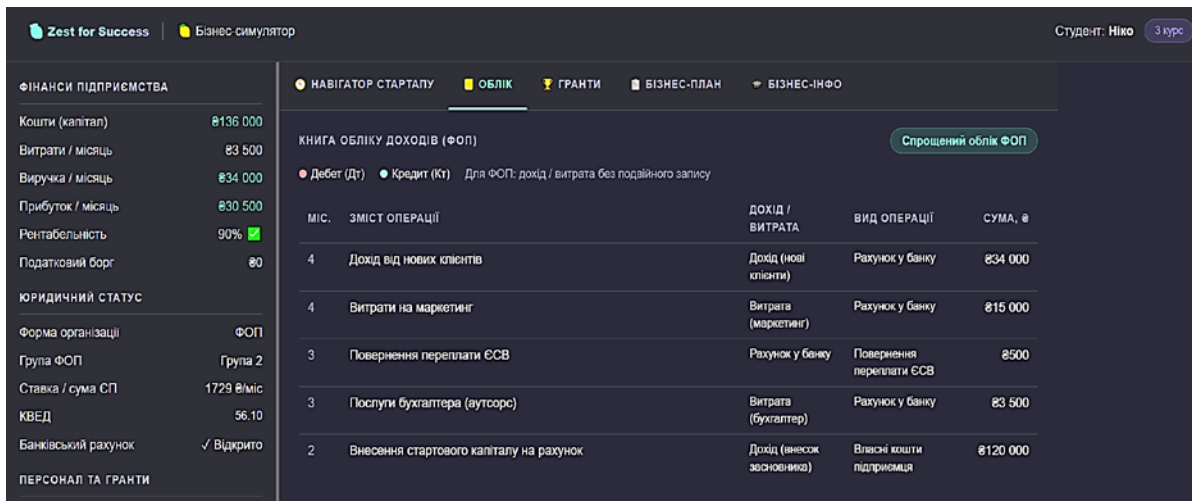 Zest for Success
Бізнес-симулятор
Студент: Ніко
3 курс
ФІНАНСИ ПІДПРИЄМСТВА
Кошти (капітал) ₴136 000
Витрати / місяць ₴3 500
Виручка / місяць ₴34 000
Прибуток / місяць ₴30 500
Рентабельність 90% ✅
Податковий борг ₴0
ЮРИДИЧНИЙ СТАТУС
Форма організації ФОП
Група ФОП Група 2
Ставка / сума ЄП 1729 ₴/міс
КВЕД 56.10
Банківський рахунок ✓ Відкрито
ПЕРСОНАЛ ТА ГРАНТИ
НАВІГАТОР СТАРТАПУ ОБЛІК ГРАНТИ БІЗНЕС-ПЛАН БІЗНЕС-ІНФО
КНИГА ОБЛІКУ ДОХОДІВ (ФОП)
Спрощений облік ФОП
Дебет (Дт) Кредит (Кт) Для ФОП: дохід / витрата без подвійного запису
МІС. ЗМІСТ ОПЕРАЦІЇ ДОХІД / ВИД ОПЕРАЦІЇ СУМА, ₴
ВИТРАТА
4 Дохід від нових клієнтів Дохід (нові Рахунок у банку ₴34 000
клієнти)
4 Витрати на маркетинг Витрата Рахунок у банку ₴15 000
(маркетинг)
3 Повернення переплати ЄСВ Рахунок у банку Повернення ₴500
переплати ЄСВ
3 Послуги бухгалтера (аутсорс) Витрата Рахунок у банку ₴3 500
(бухгалтер)
2 Внесення стартового капіталу на рахунок Дохід (внесок Власні кошти ₴120 000
засновника) підприємця